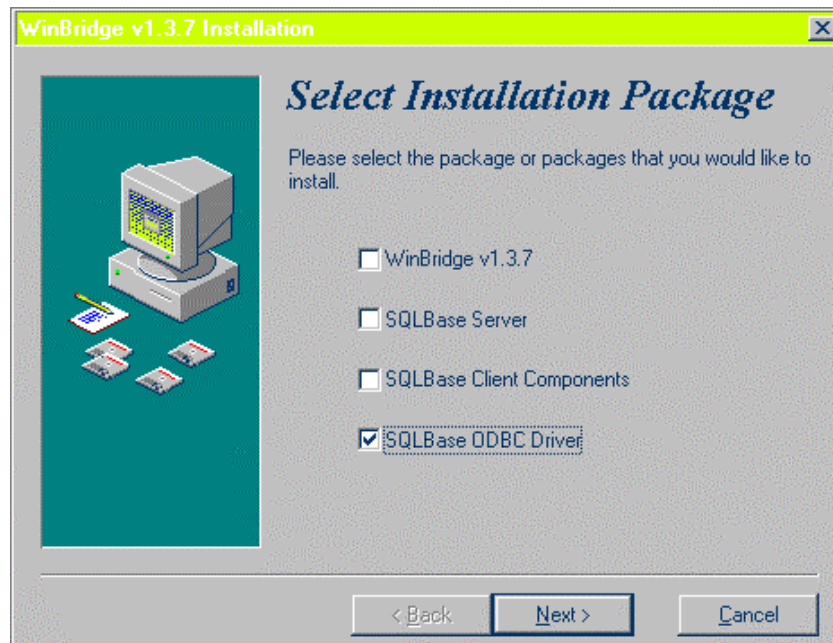 WinBridge v1.3.7 Installation
Select Installation Package
Please select the package or packages that you would like to
install.
WinBridge v1.3.7
SQLBase Server
SQLBase Client Components
SQLBase ODBC Driver
< Back
Next >
Cancel